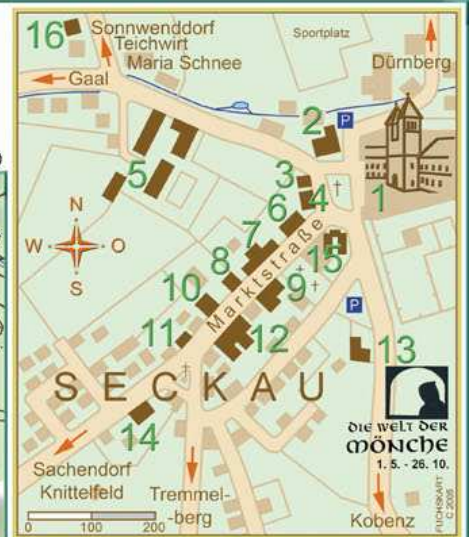 16
Sonnwenddorf
Teichwirt
Maria Schnee
Sportplatz
Dürnberg
Gaal
2
P
5
3
4
1
6
N
W
O
S
7
15
8
Marktstraße
10
9
P
11
12
13
SECKAU
DIE WELT DER
MÖNCHE
1. 5. - 26. 10.
14
Sachendorf
Knittelfeld
Tremmel-
-berg
Kobenz
0 100 200
FUCHSKART
© 2005